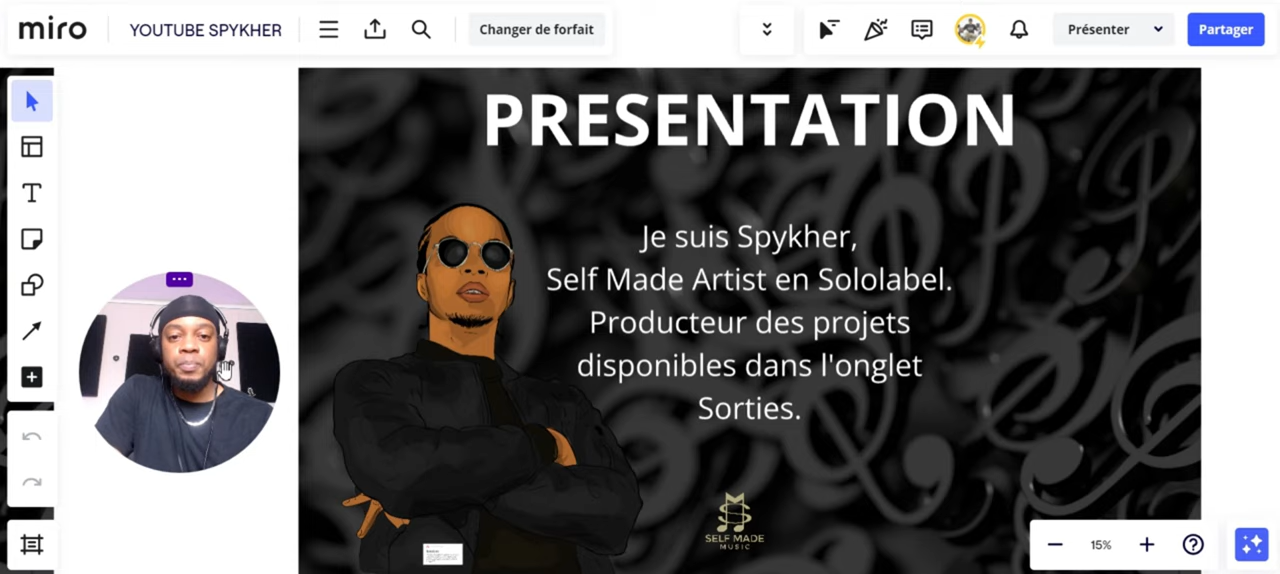 miro
YOUTUBE SPYKHER
Changer de forfait
Présenter
Partager
PRESENTATION
Je suis Spykher,
Self Made Artist en Sololabel.
Producteur des projets
disponibles dans l'onglet
Sorties.
SELF MADE
MUSIC
15%